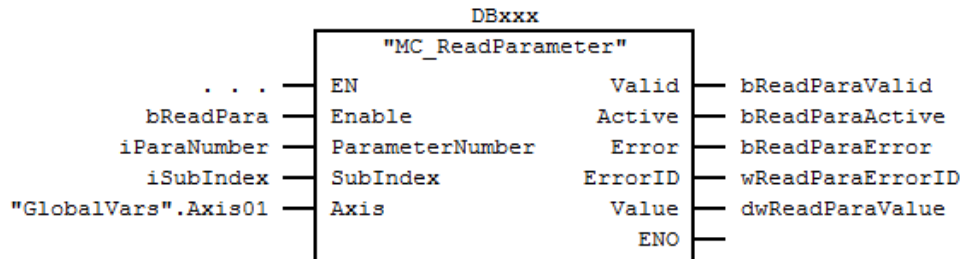 DBxxx
"MC_ReadParameter"
. . . EN Valid bReadParaValid
bReadPara Enable Active bReadParaActive
iParaNumber ParameterNumber Error bReadParaError
iSubIndex SubIndex ErrorID wReadParaErrorID
"GlobalVars".Axis01 Axis Value dwReadParaValue
ENO